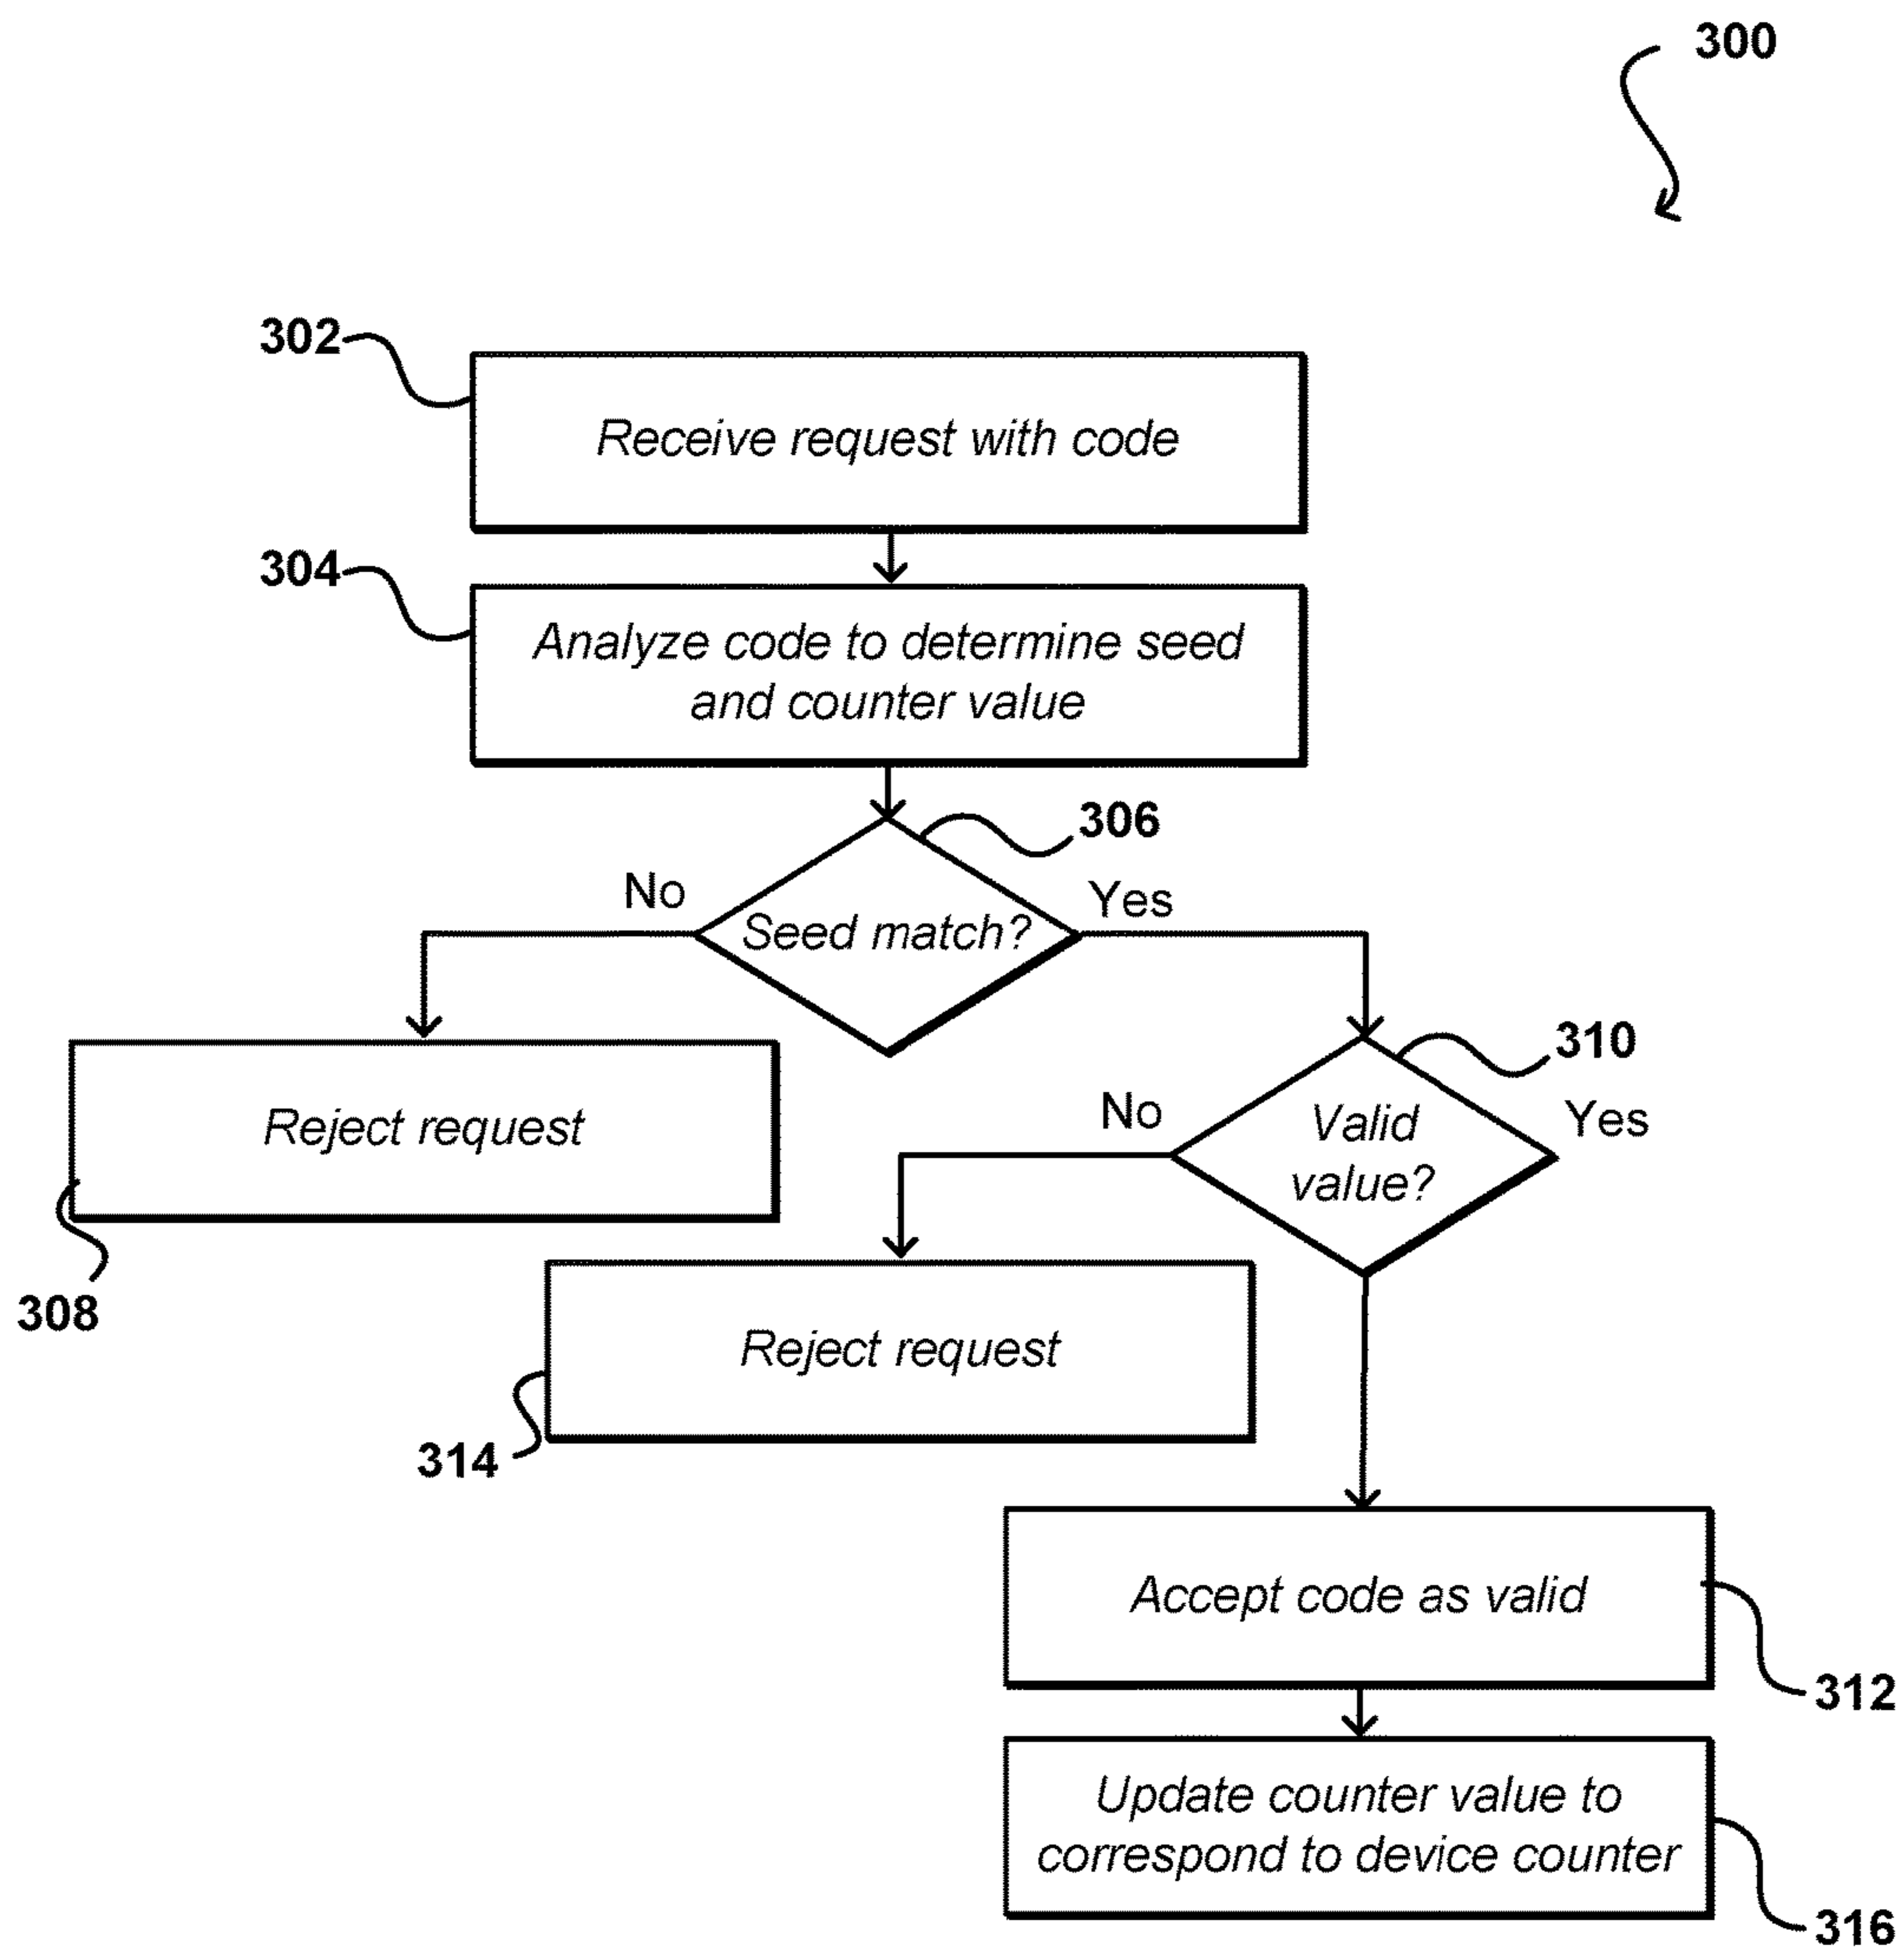 300
302
Receive request with code
304
Analyze code to determine seed
and counter value
306
No
Yes
Seed match?
310
No
Yes
Valid
value?
Reject request
308
Reject request
314
Accept code as valid
312
Update counter value to
correspond to device counter
316